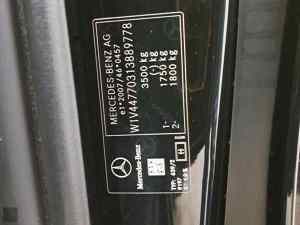 MERCEDES-BENZ AG
e1*2007/46*0457
W1V44770313889778
3500 kg
(-) kg
1- 1750 kg
2- 1800 kg
Mercedes-Benz